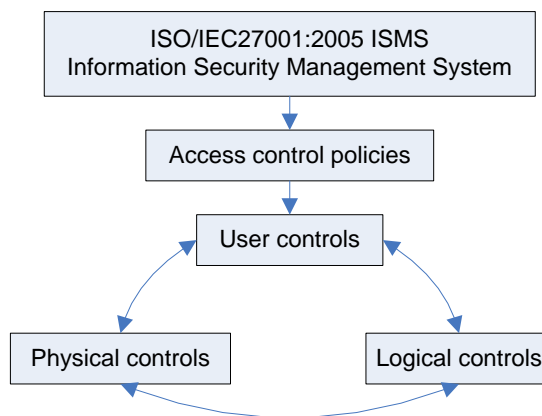 ISO/IEC27001:2005 ISMS
Information Security Management System
Access control policies
User controls
Physical controls
Logical controls